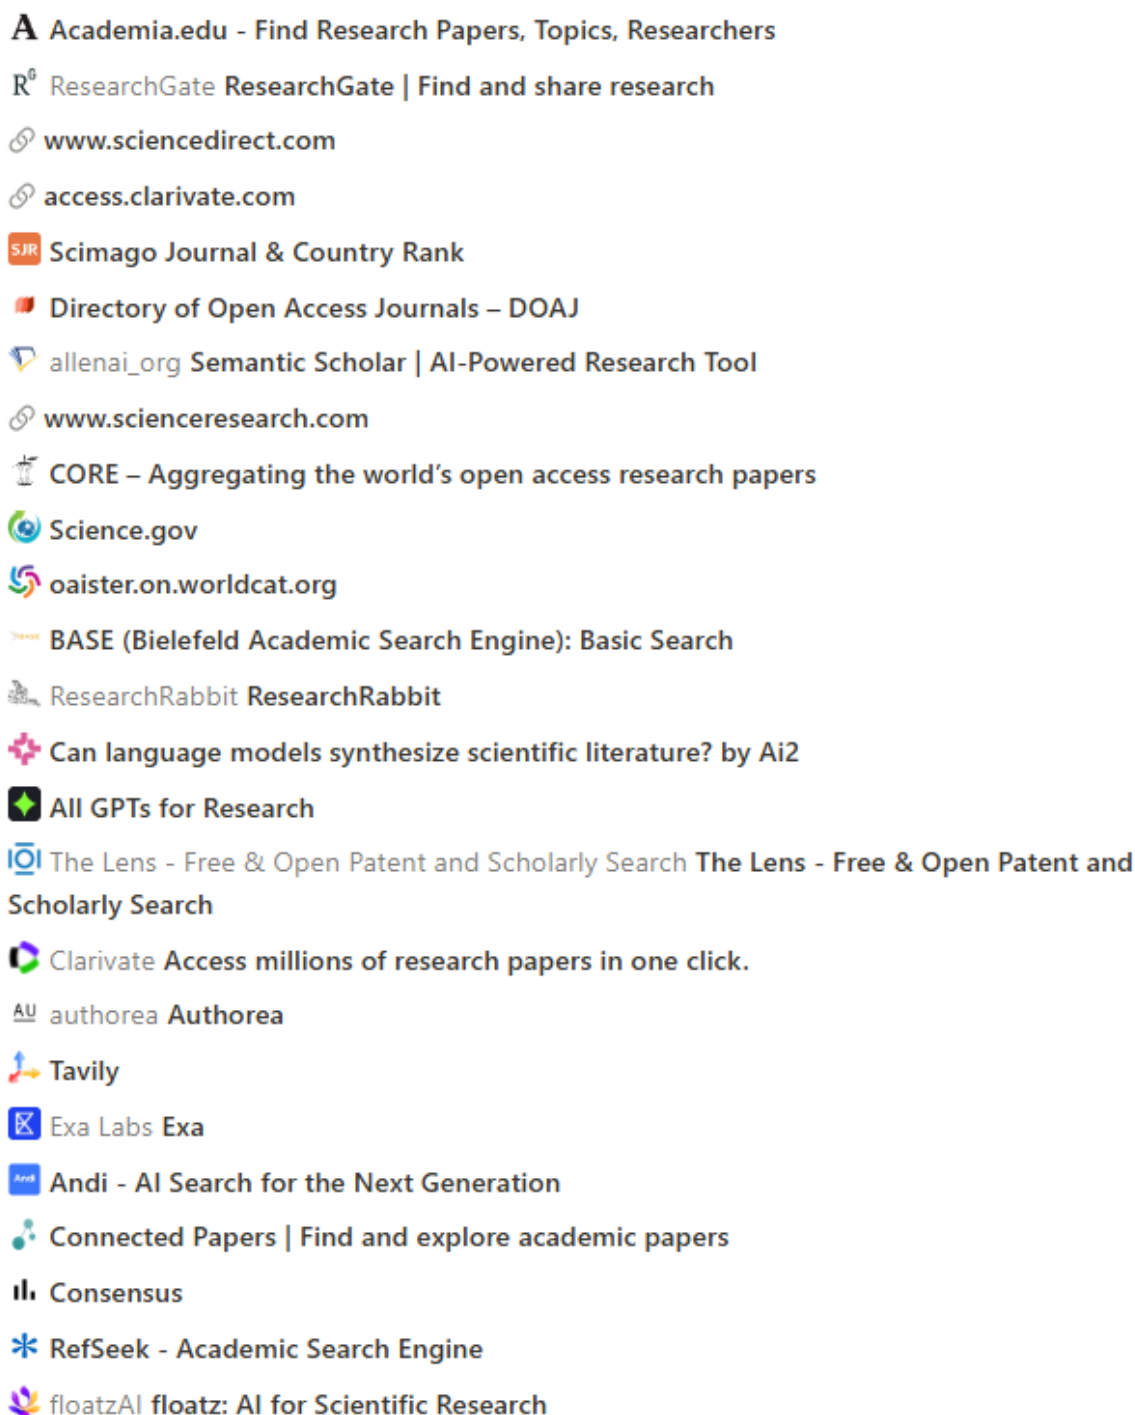 A Academia.edu - Find Research Papers, Topics, Researchers
RG ResearchGate ResearchGate | Find and share research
www.sciencedirect.com
access.clarivate.com
SJR Scimago Journal & Country Rank
Directory of Open Access Journals – DOAJ
allenai_org Semantic Scholar | AI-Powered Research Tool
www.scienceresearch.com
CORE – Aggregating the world’s open access research papers
Science.gov
oaister.on.worldcat.org
BASE BASE (Bielefeld Academic Search Engine): Basic Search
ResearchRabbit ResearchRabbit
Can language models synthesize scientific literature? by Ai2
All GPTs for Research
The Lens - Free & Open Patent and Scholarly Search The Lens - Free & Open Patent and
Scholarly Search
Clarivate Access millions of research papers in one click.
AU authorea Authorea
Tavily
Exa Labs Exa
Andi Andi - AI Search for the Next Generation
Connected Papers | Find and explore academic papers
Consensus
RefSeek - Academic Search Engine
floatzAI floatz: AI for Scientific Research